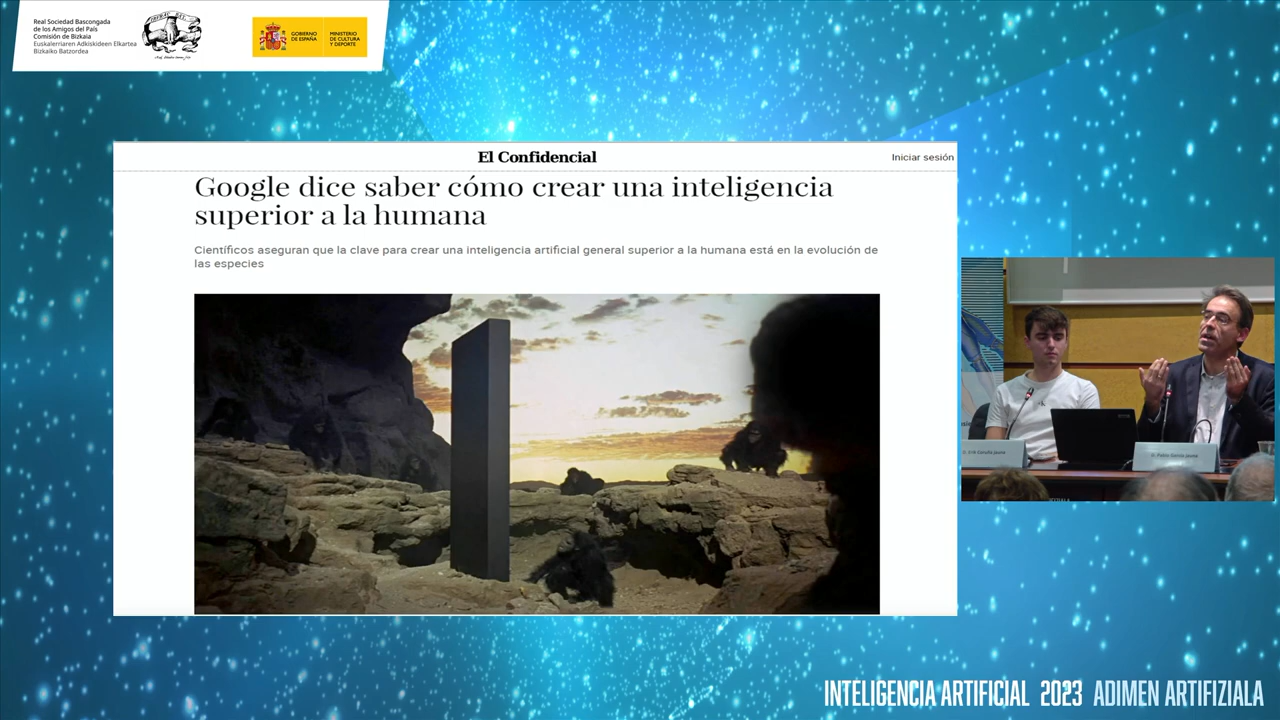 Real Sociedad Bascongada
de los Amigos del País
Comisión de Bizkaia
Euskalerriaren Adkiskideen Elkartea
Bizkaiko Batzordea
GOBIERNO
DE ESPAÑA
MINISTERIO
DE CULTURA
Y DEPORTE
El Confidencial
Iniciar sesión
Google dice saber cómo crear una inteligencia
superior a la humana
Científicos aseguran que la clave para crear una inteligencia artificial general superior a la humana está en la evolución de
las especies
INTELIGENCIA ARTIFICIAL 2023 ADIMEN ARTIFIZIALA